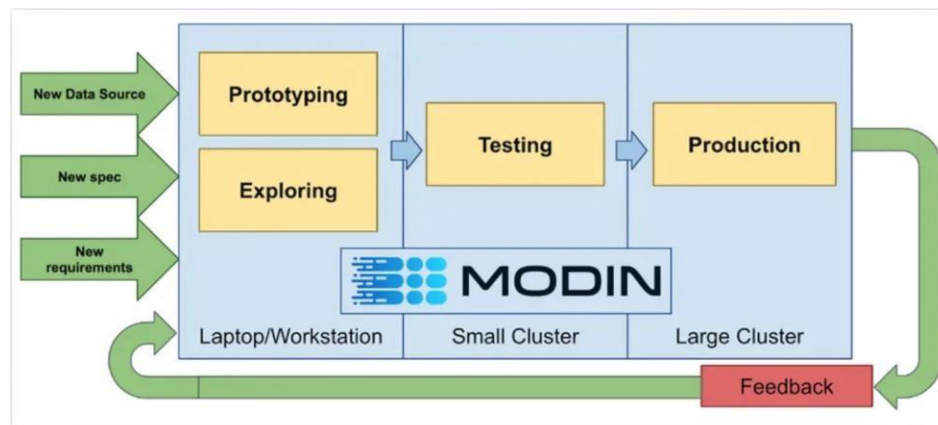 New Data Source
New spec
New
requirements
Prototyping
Exploring
Testing
Production
MODIN
Laptop/Workstation
Small Cluster
Large Cluster
Feedback